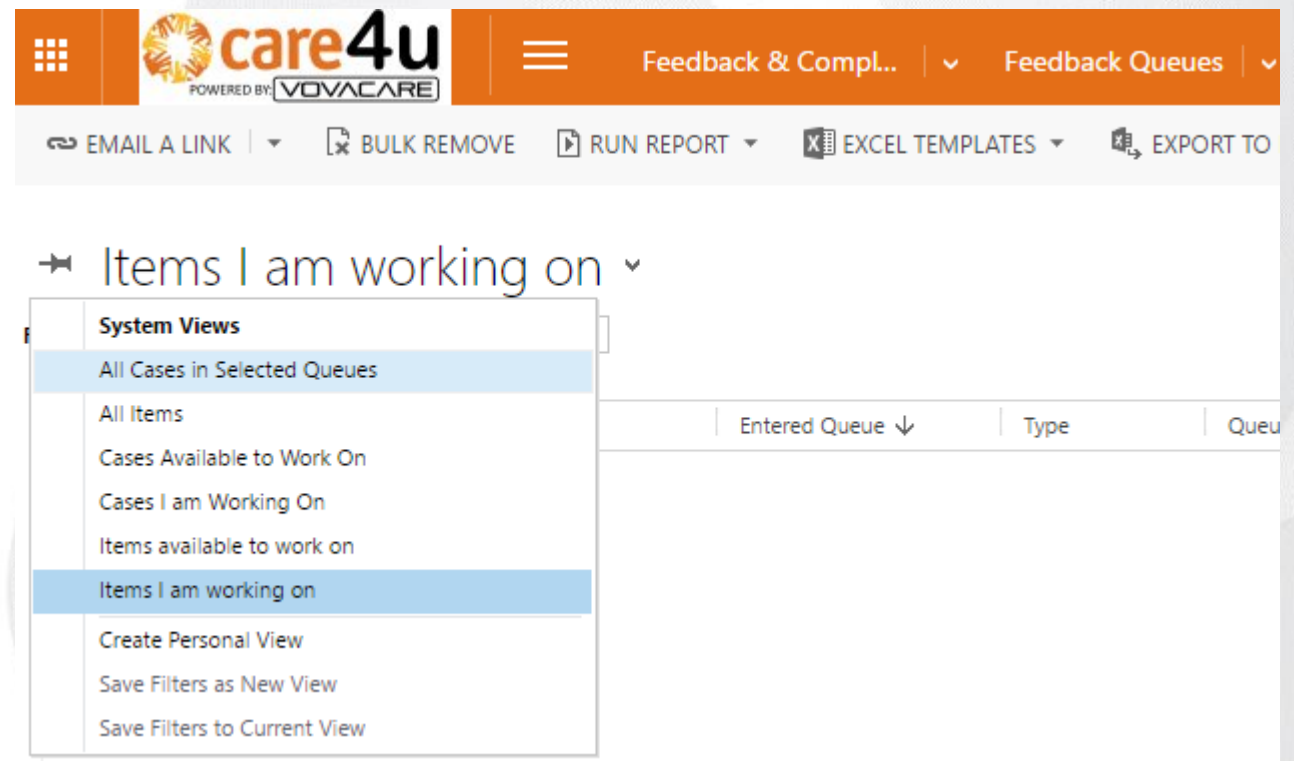 care4u
POWERED BY: VOVACARE
Feedback & Compl...
Feedback Queues
EMAIL A LINK
BULK REMOVE
RUN REPORT
EXCEL TEMPLATES
EXPORT TO
Items I am working on
System Views
All Cases in Selected Queues
All Items
Entered Queue
Type
Queu
Cases Available to Work On
Cases I am Working On
Items available to work on
Items I am working on
Create Personal View
Save Filters as New View
Save Filters to Current View